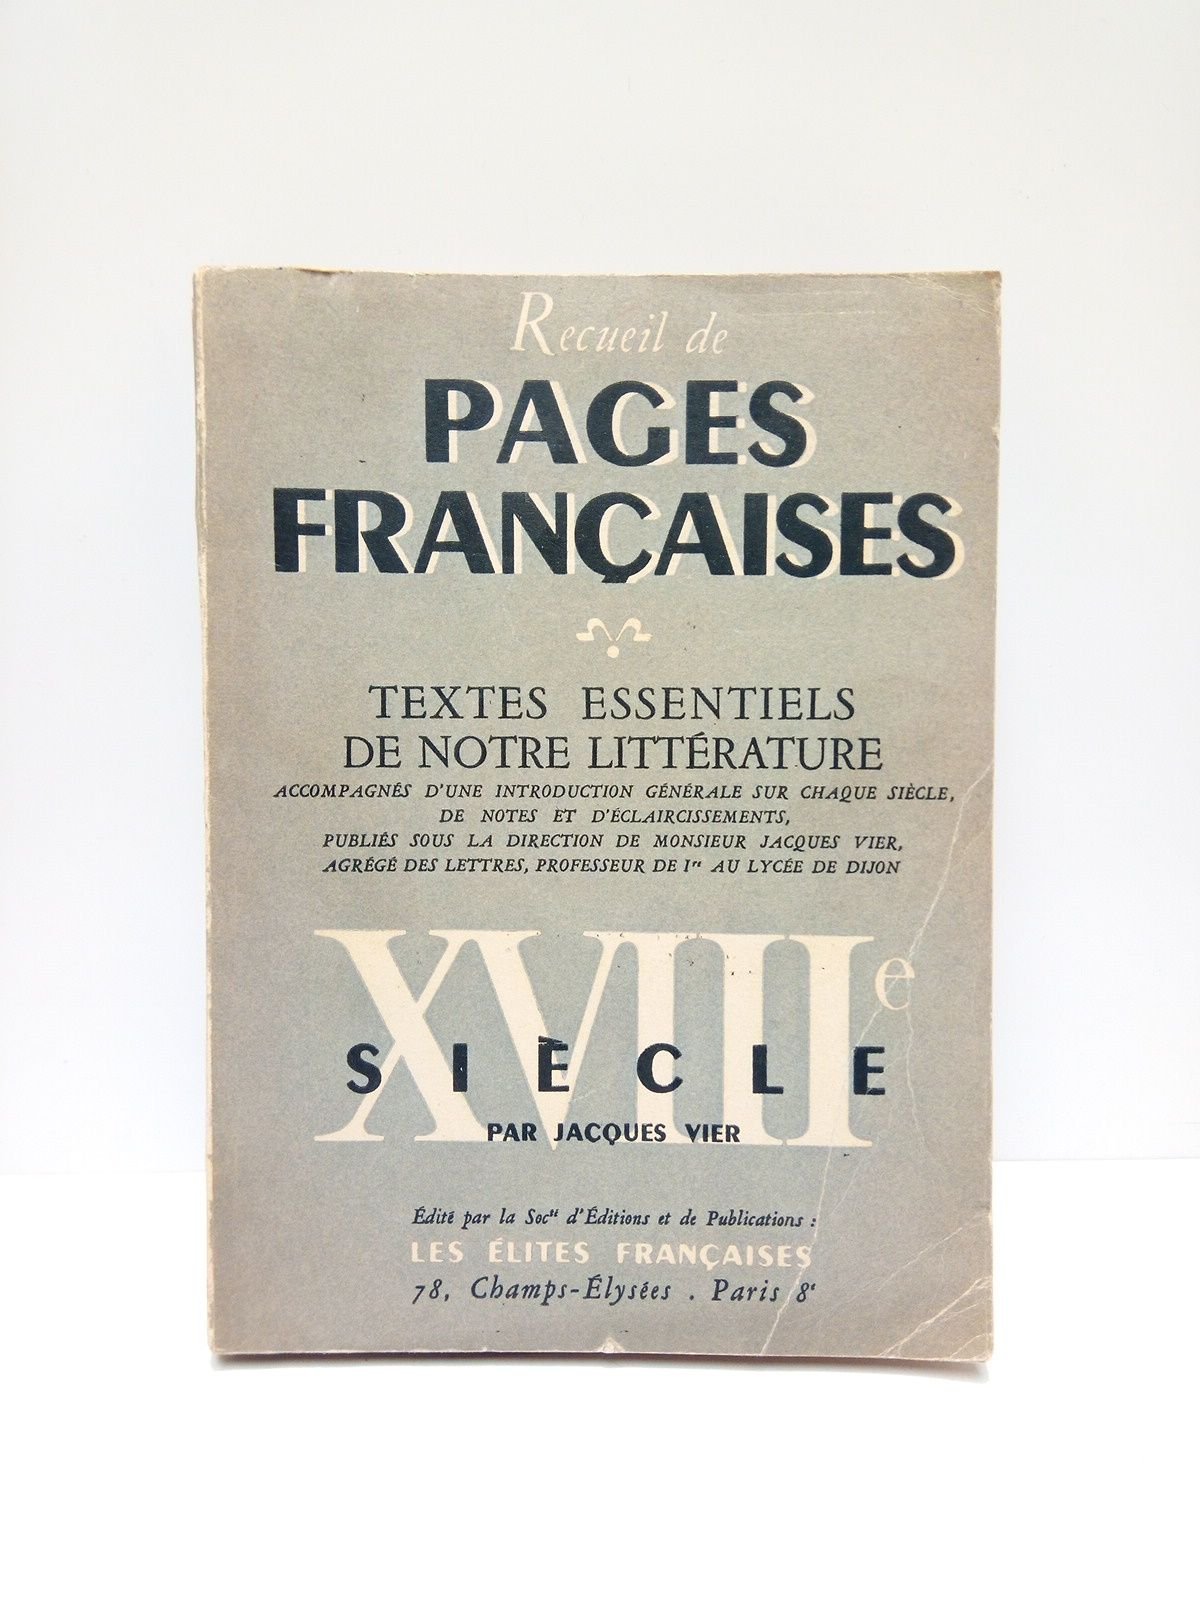 Recueil de
PAGES
FRANÇAISES
TEXTES ESSENTIELS
DE NOTRE LITTÉRATURE
ACCOMPAGNÉS D'UNE INTRODUCTION GÉNÉRALE SUR CHAQUE SIÈCLE,
DE NOTES ET D'ÉCLAIRCISSEMENTS,
PUBLIÉS SOUS LA DIRECTION DE MONSIEUR JACQUES VIER,
AGRÉGÉ DES LETTRES, PROFESSEUR DE Iʳᵉ AU LYCÉE DE DIJON
XVIIIe
SIÈCLE
PAR JACQUES VIER
Édité par la Socᵗᵉ d'Éditions et de Publications :
LES ÉLITES FRANÇAISES
78, Champs-Élysées . Paris 8ᵉ